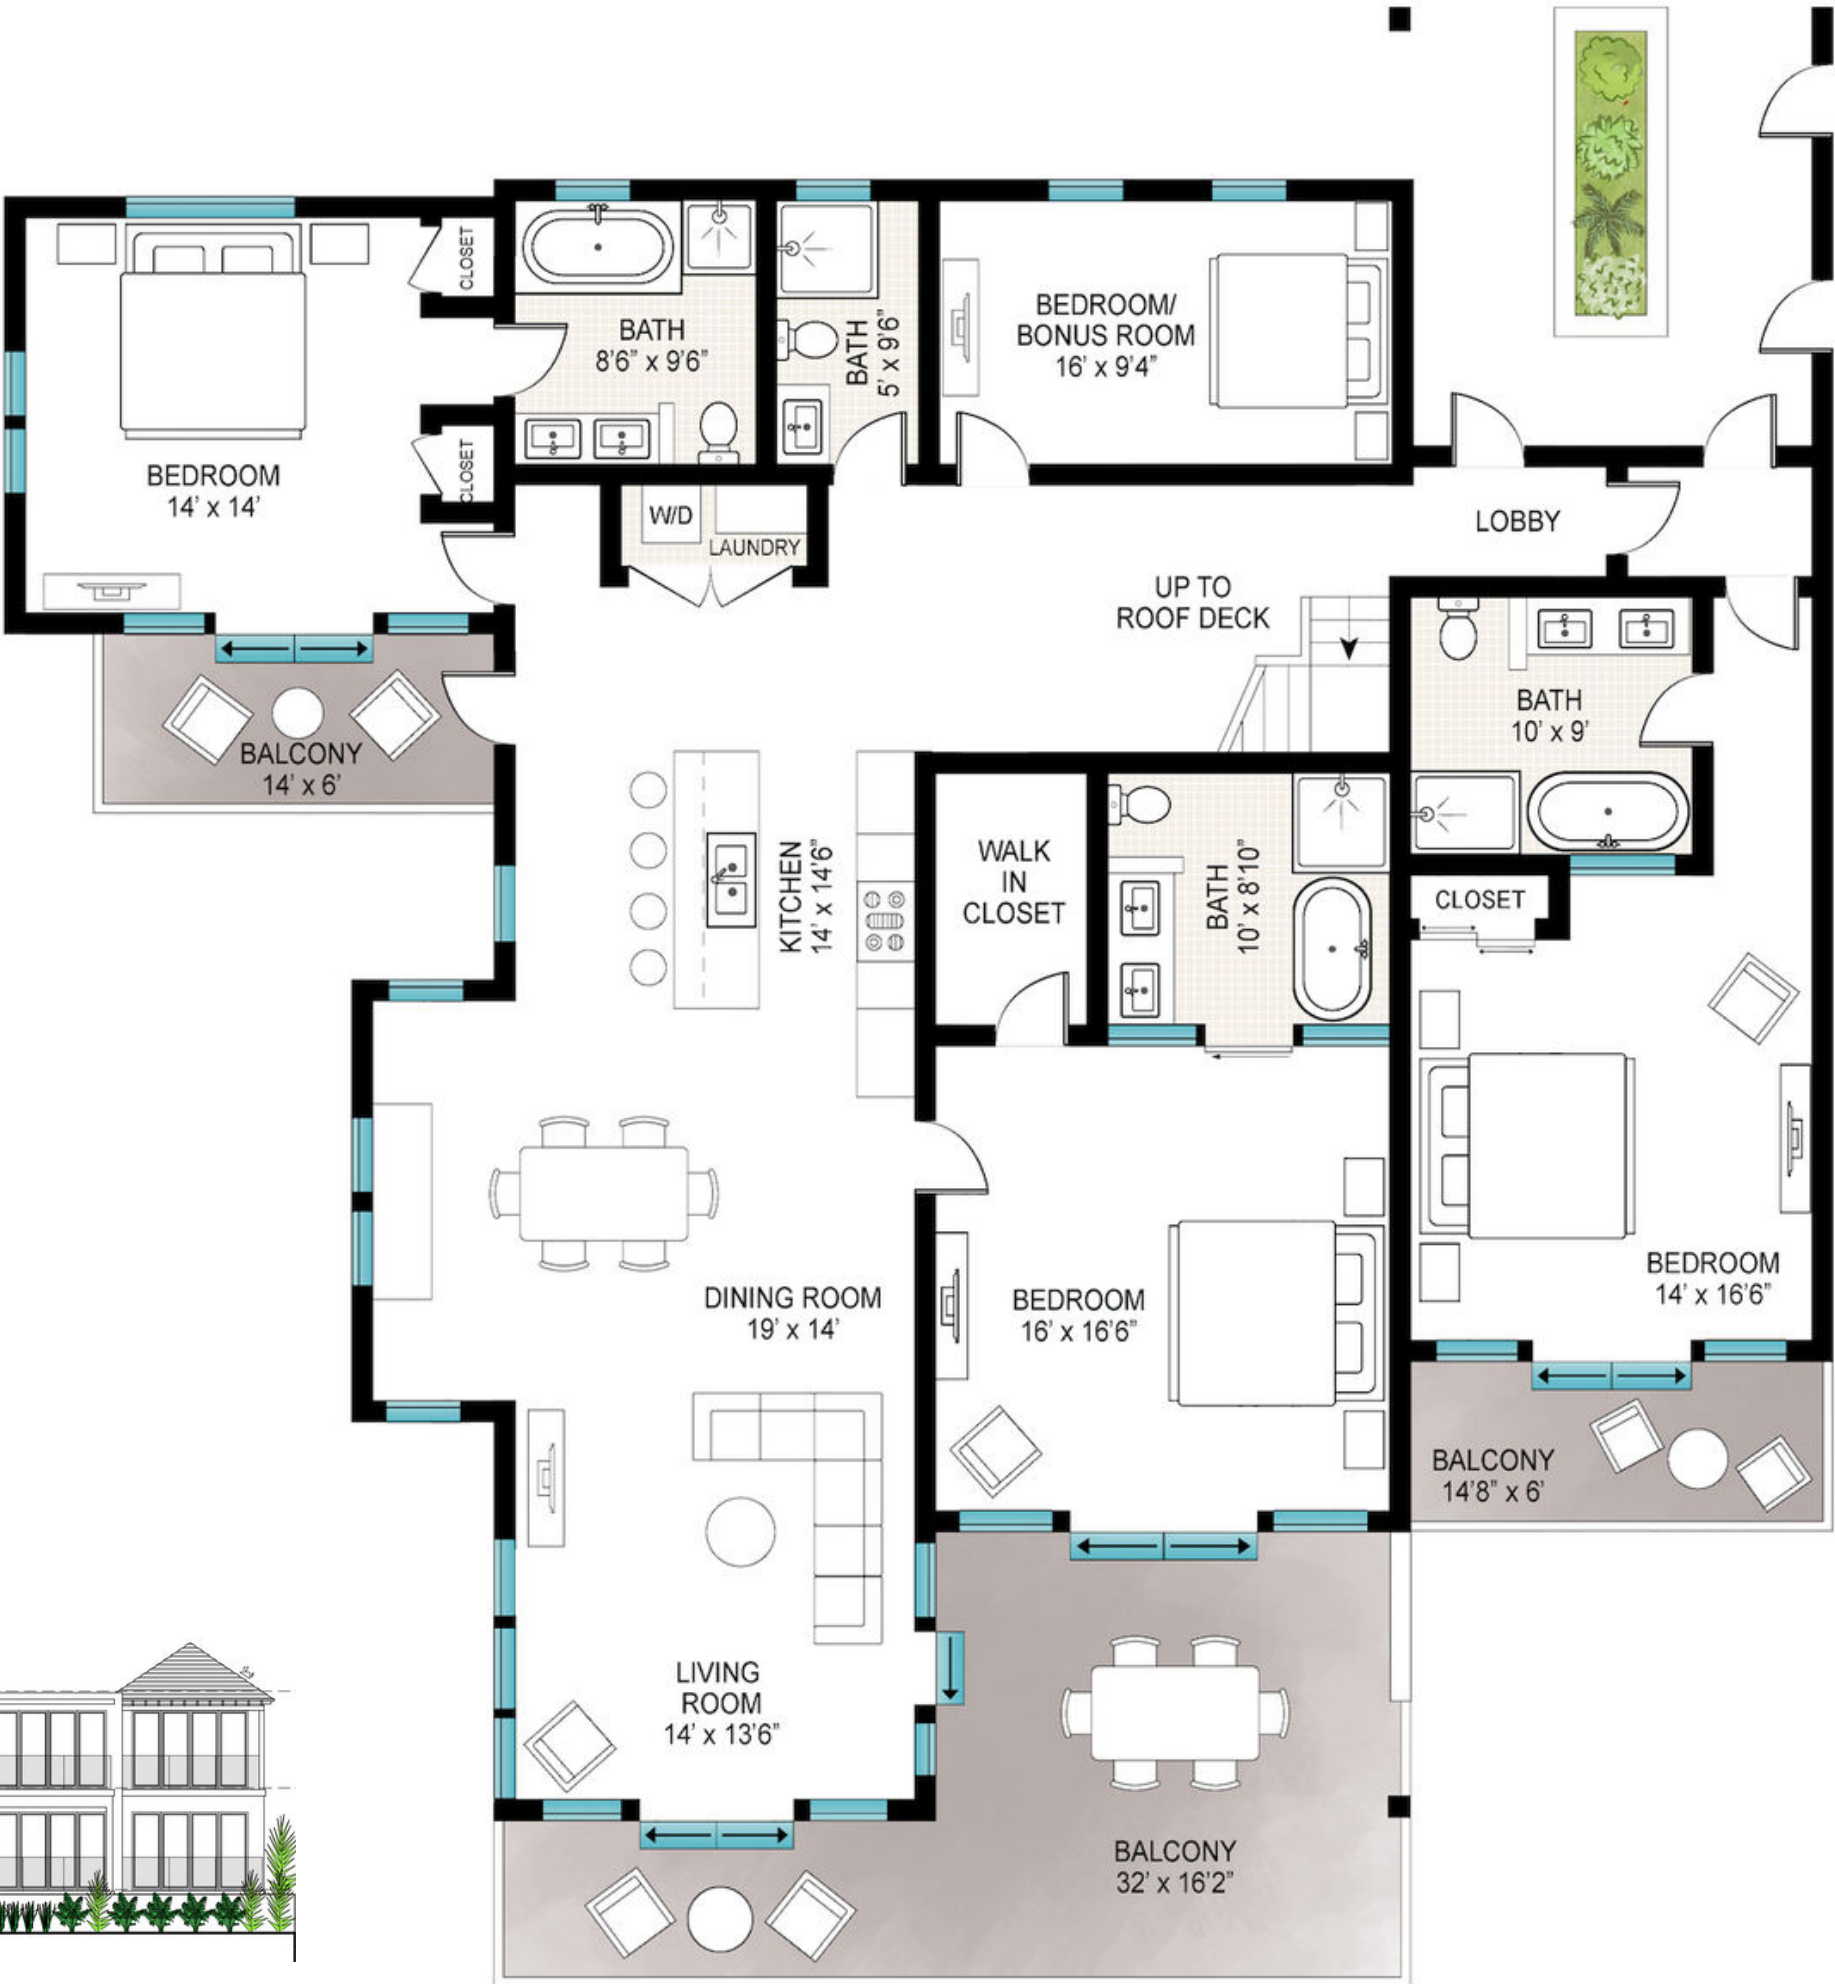 CLOSET
BATH
8'6” x 9'6”
BATH
5' x 9'6”
BEDROOM/
BONUS ROOM
16' x 9'4”
BEDROOM
14' x 14'
CLOSET
W/D
LAUNDRY
LOBBY
UP TO
ROOF DECK
BALCONY
14' x 6'
BATH
10' x 9'
KITCHEN
14' x 14'6”
WALK
IN
CLOSET
BATH
10' x 8'10”
CLOSET
DINING ROOM
19' x 14'
BEDROOM
16' x 16'6”
BEDROOM
14' x 16'6”
BALCONY
14'8” x 6'
LIVING
ROOM
14' x 13'6”
BALCONY
32' x 16'2”